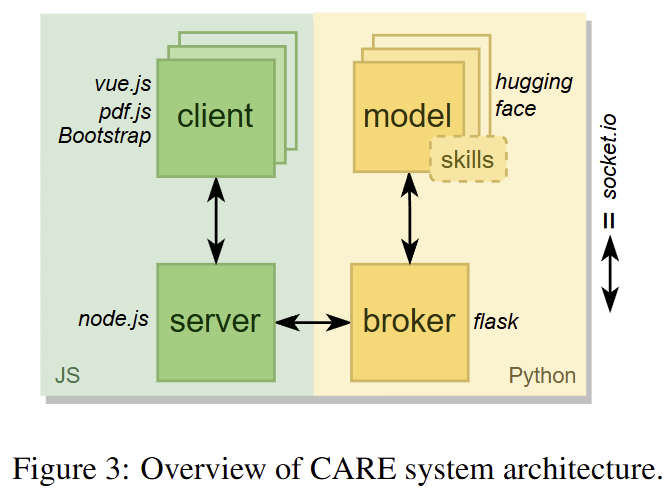 vue.js
pdf.js
Bootstrap
client
model
hugging
face
skills
= socket.io
node.js
server
broker
flask
JS
Python
Figure 3: Overview of CARE system architecture.